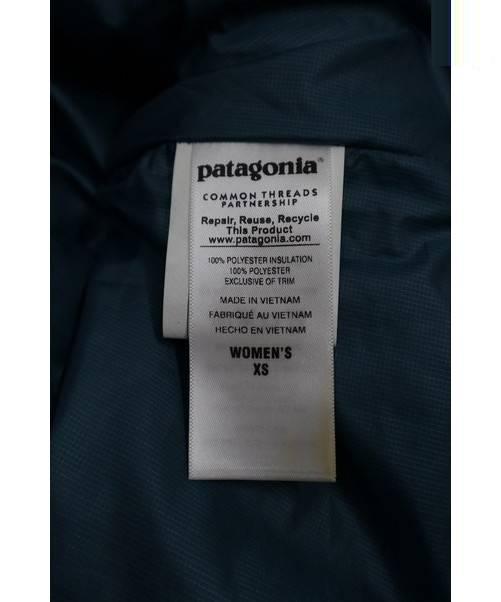 patagonia®
COMMON THREADS
PARTNERSHIP
Repair, Reuse, Recycle
This Product
www.patagonia.com
100% POLYESTER INSULATION
100% POLYESTER
EXCLUSIVE OF TRIM
MADE IN VIETNAM
FABRIQUÉ AU VIETNAM
HECHO EN VIETNAM
WOMEN'S
XS